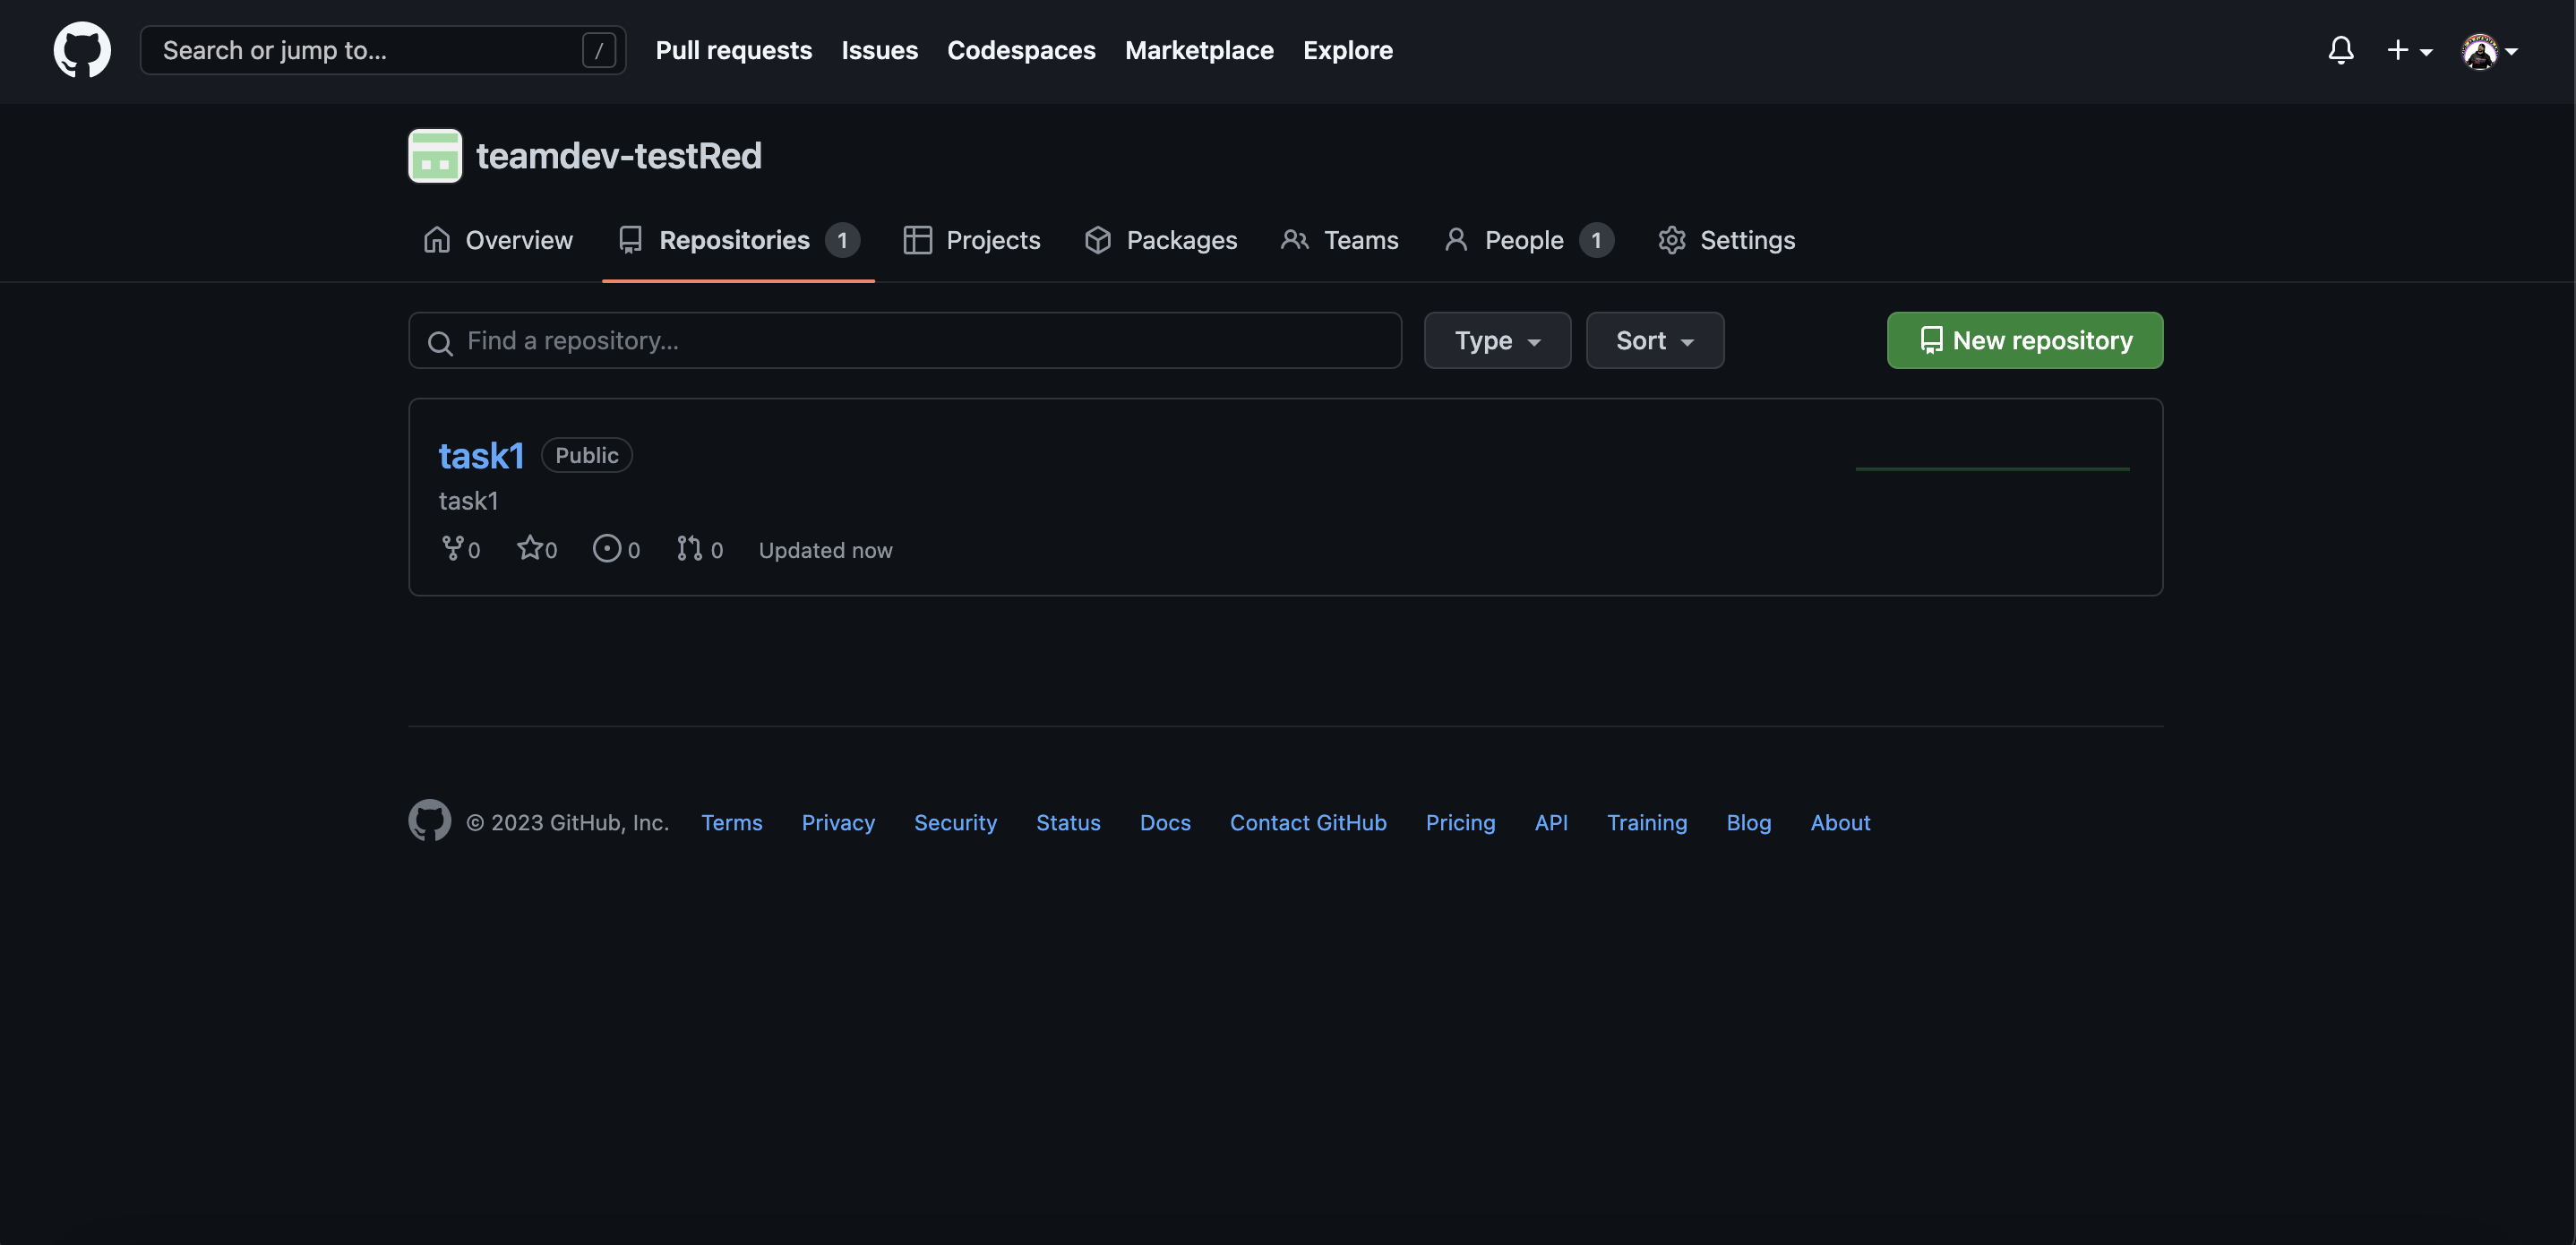 Search or jump to... / Pull requests Issues Codespaces Marketplace Explore
teamdev-testRed
Overview Repositories 1 Projects Packages Teams People 1 Settings
Find a repository... Type Sort New repository
task1 Public
task1
0 0 0 0 Updated now
© 2023 GitHub, Inc. Terms Privacy Security Status Docs Contact GitHub Pricing API Training Blog About